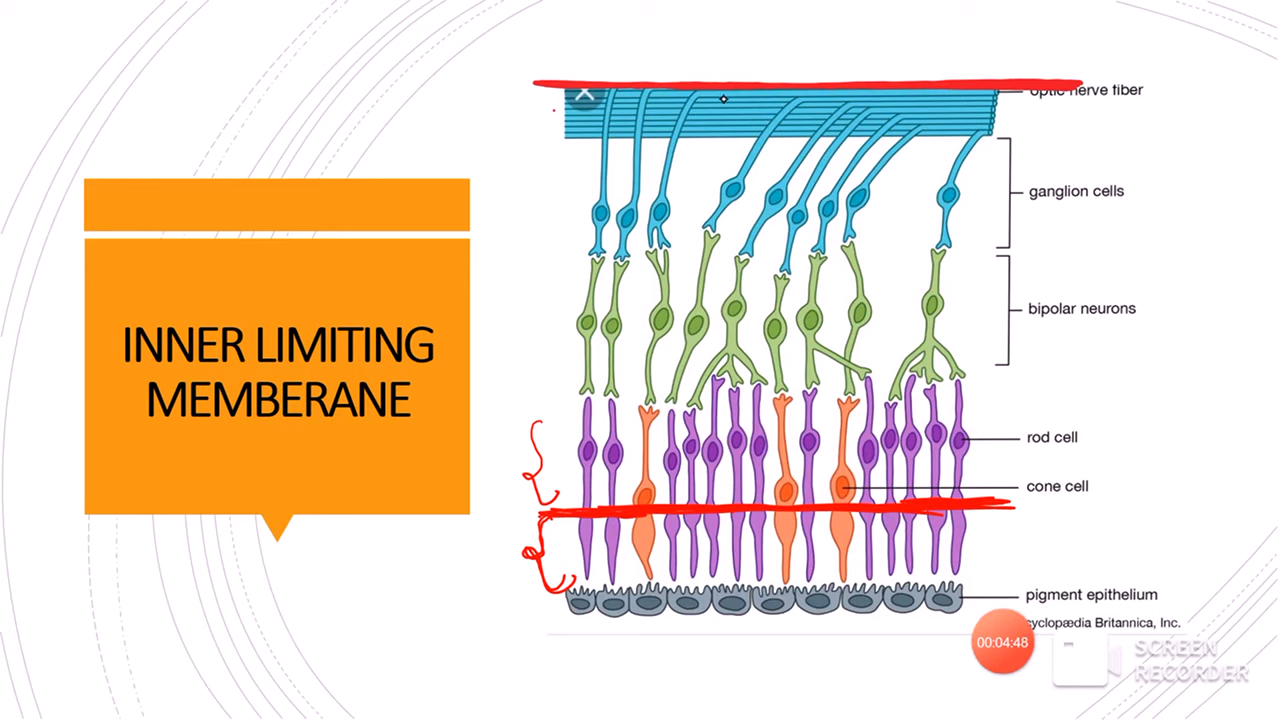 INNER LIMITING
MEMBERANE
optic nerve fiber
ganglion cells
bipolar neurons
rod cell
cone cell
pigment epithelium
cyclopædia Britannica, Inc.
00:04:48
SCREEN
RECORDER